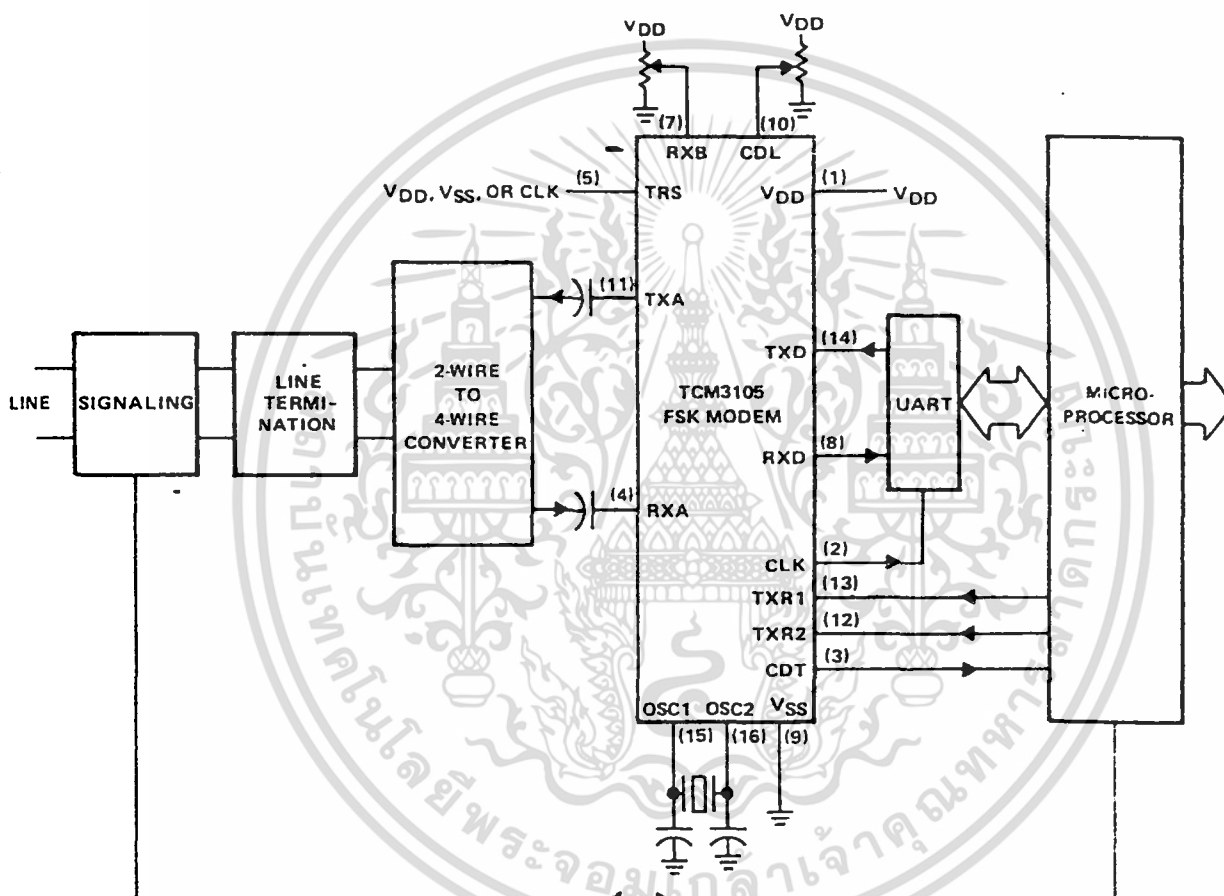 VDD
VDD
(7)
(10)
RXB
CDL
VDD, VSS, OR CLK
(5)
TRS
VDD
(1)
VDD
(11)
TXA
TXD
(14)
LINE
SIGNALING
LINE
TERMI-
NATION
2-WIRE
TO
4-WIRE
CONVERTER
TCM3105
FSK MODEM
UART
MICRO-
PROCESSOR
RXD
(8)
(4)
RXA
CLK
(2)
TXR1
(13)
TXR2
(12)
CDT
(3)
OSC1
OSC2
VSS
(15)
(16)
(9)